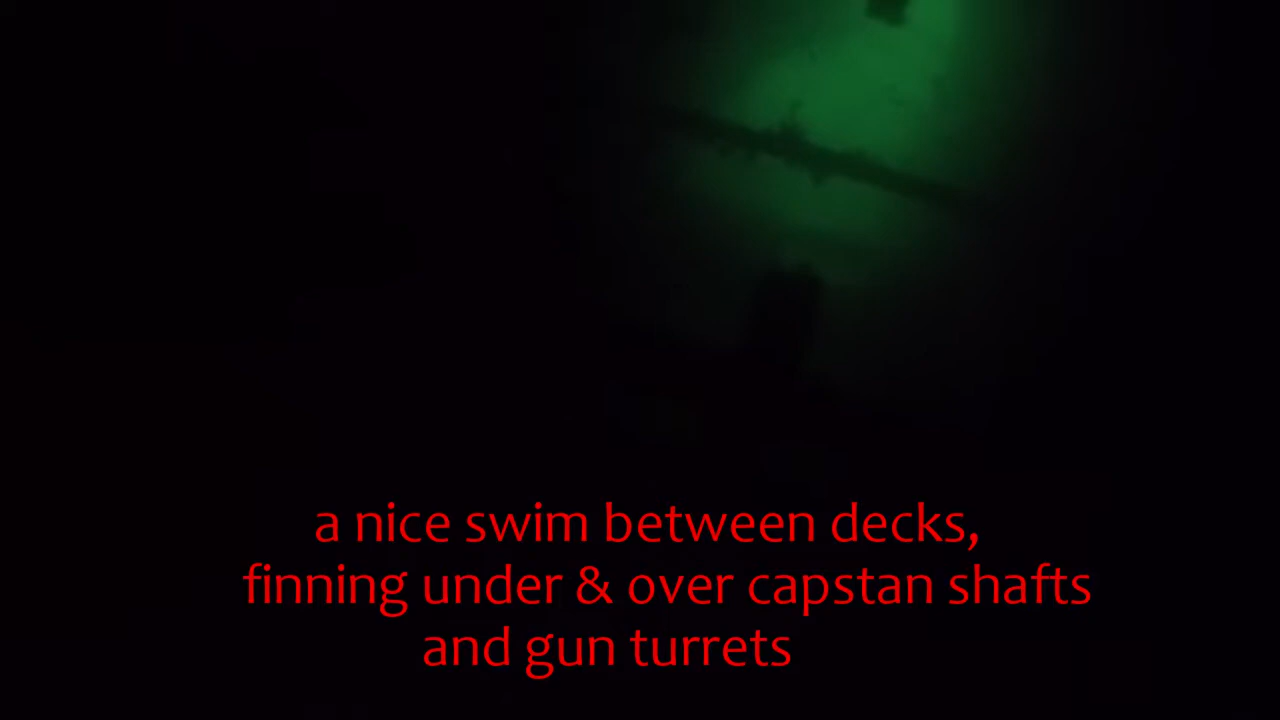 a nice swim between decks,
finning under & over capstan shafts
and gun turrets